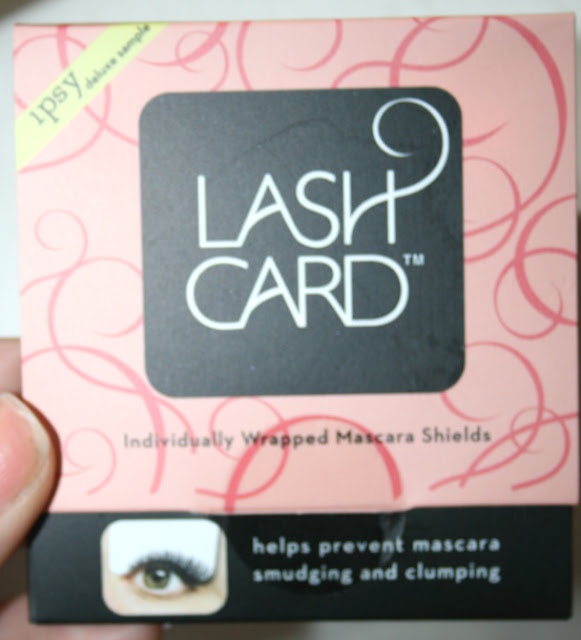 ipsy
deluxe sample
LASH
CARD™
Individually Wrapped Mascara Shields
helps prevent mascara
smudging and clumping